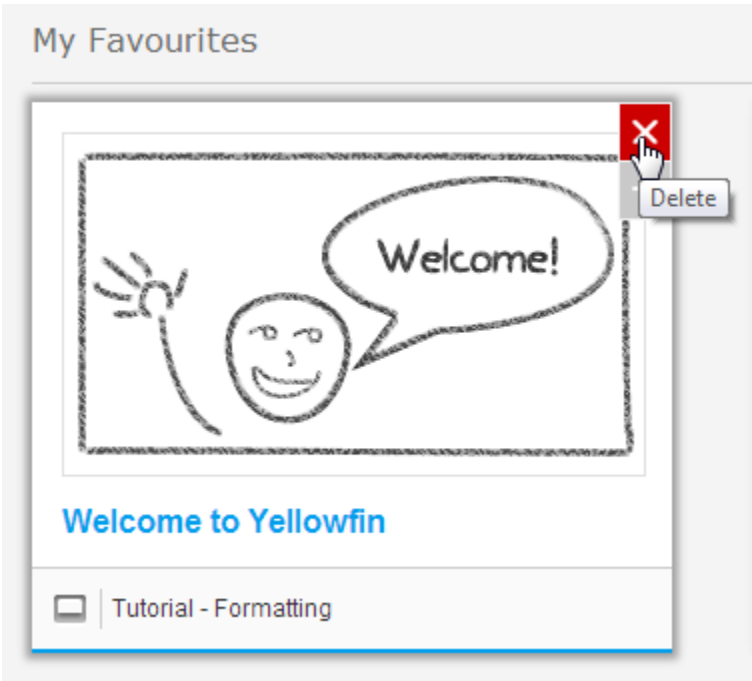 My Favourites
Delete
Welcome!
Welcome to Yellowfin
Tutorial - Formatting